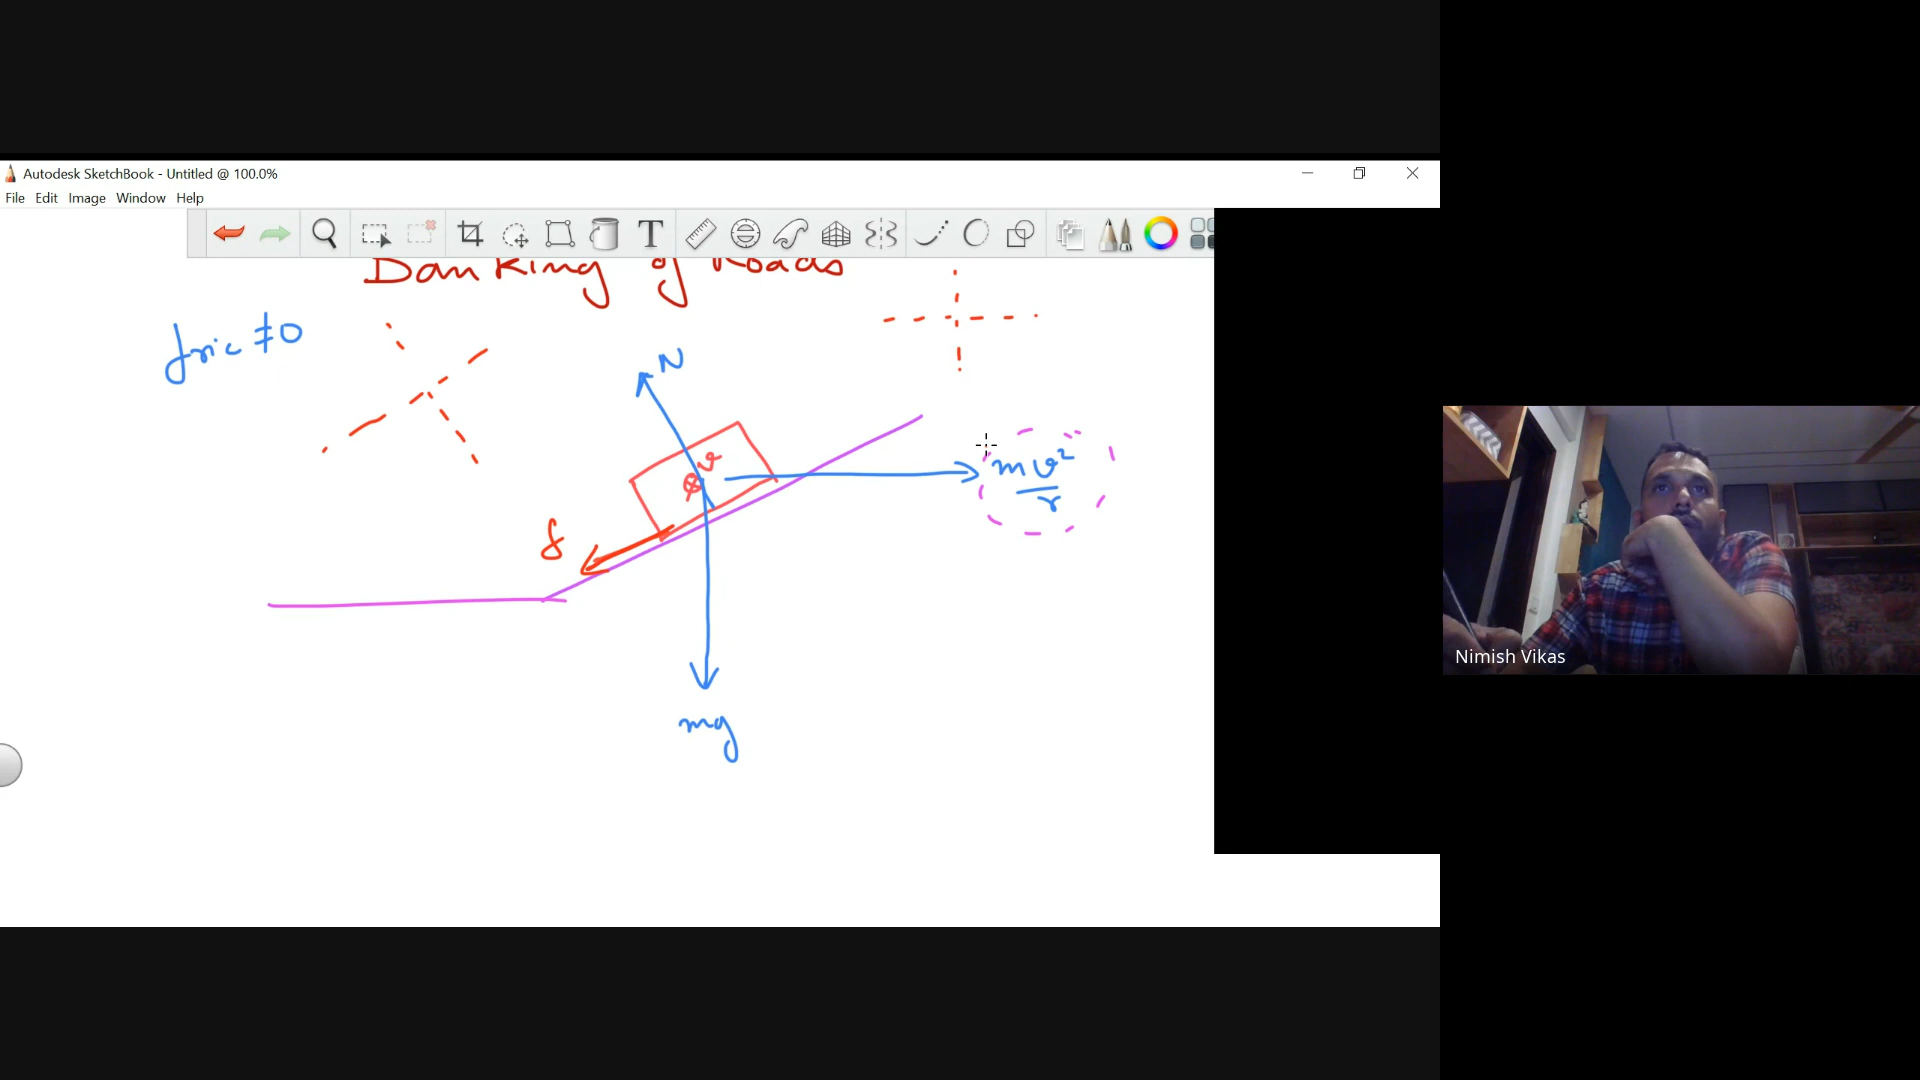 Autodesk SketchBook - Untitled @ 100.0%
File Edit Image Window Help
T
Banking of Roads
fric ≠0
N
v
mv²/r
f
mg
Nimish Vikas